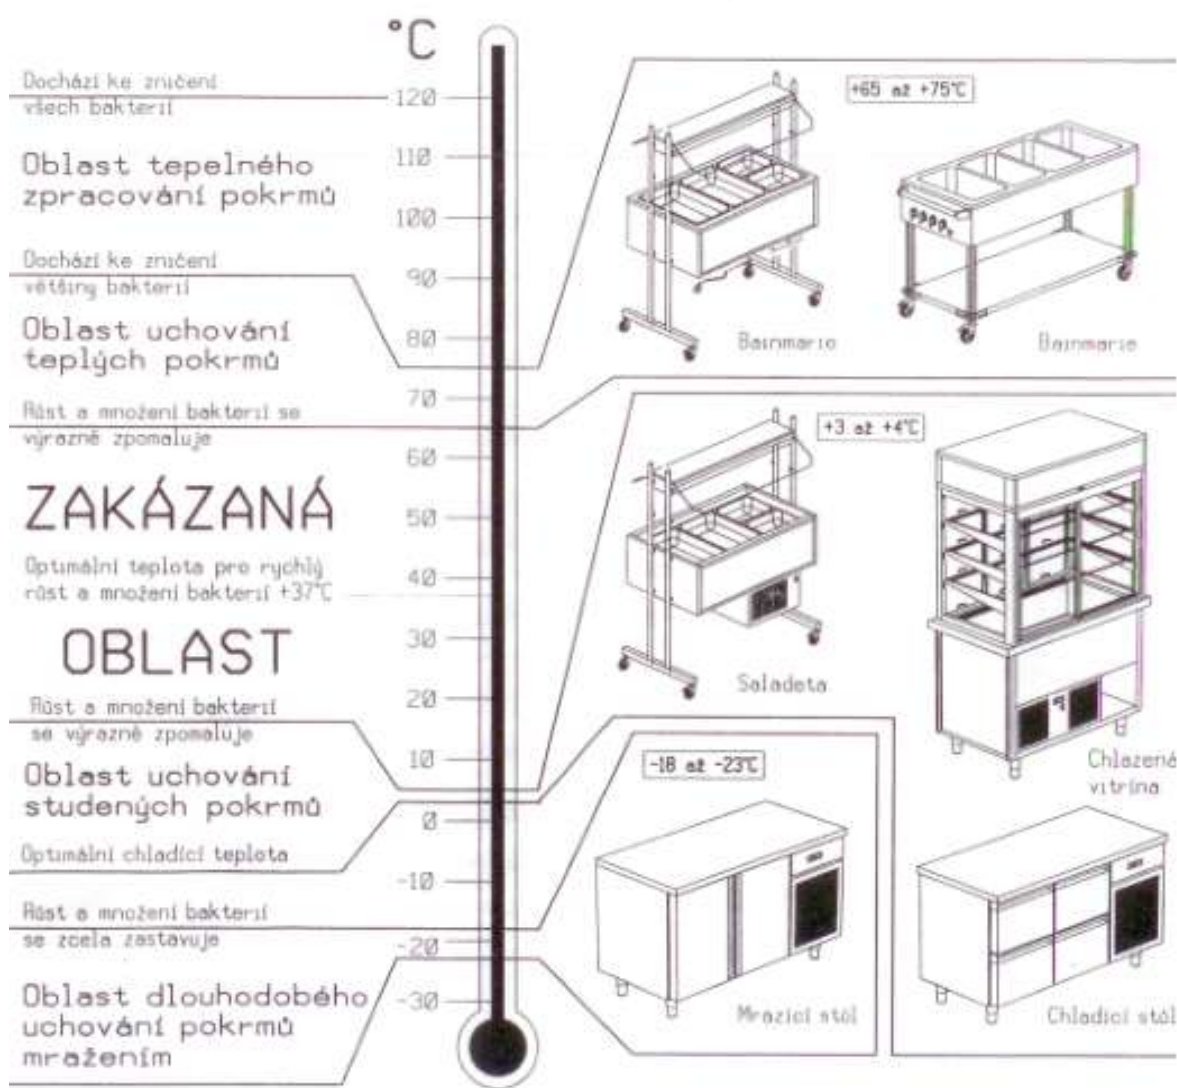 °C
Dochází ke zničení
všech bakterií
120
Oblast tepelného
zpracování pokrmů
110
100
Dochází ke zničení
většiny bakterií
90
Oblast uchování
teplých pokrmů
80
70
Růst a množení bakterií se
výrazně zpomaluje
60
ZAKÁZANÁ
50
Optimální teplota pro rychlý
růst a množení bakterií +37°C
40
OBLAST
30
20
Růst a množení bakterií
se výrazně zpomaluje
10
Oblast uchování
studených pokrmů
0
Optimální chladící teplota
-10
Růst a množení bakterií
se zcela zastavuje
-20
Oblast dlouhodobého
uchování pokrmů
mražením
-30
+65 až +75°C
Bainmarie
Bainmarie
+3 až +4°C
Saladeta
Chlazená
vitrína
-18 až -23°C
Mrazící stůl
Chladící stůl